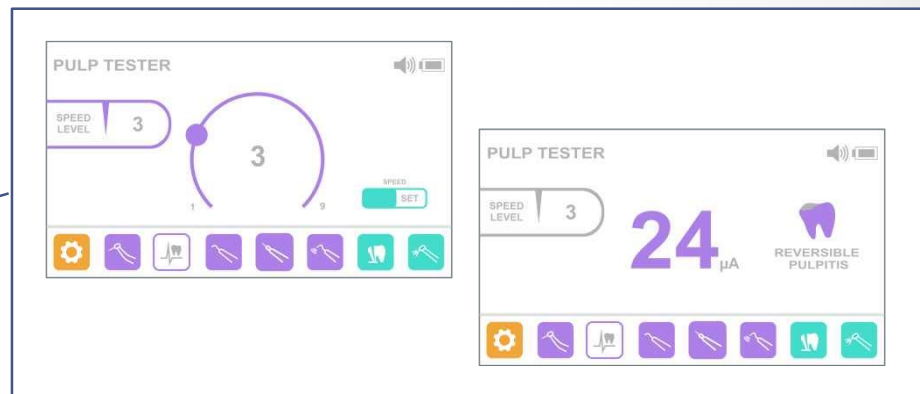 PULP TESTER
SPEED
LEVEL
3
3
1
9
SPEED
SET
PULP TESTER
SPEED
LEVEL
3
24 µA
REVERSIBLE
PULPITIS